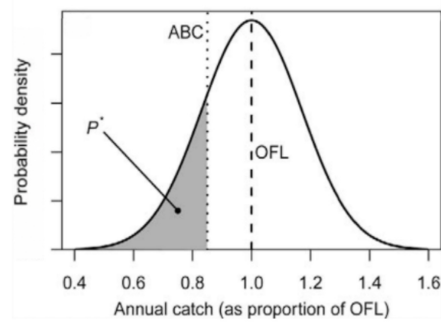 ABC
P*
OFL
Probability density
0.4 0.6 0.8 1.0 1.2 1.4 1.6
Annual catch (as proportion of OFL)